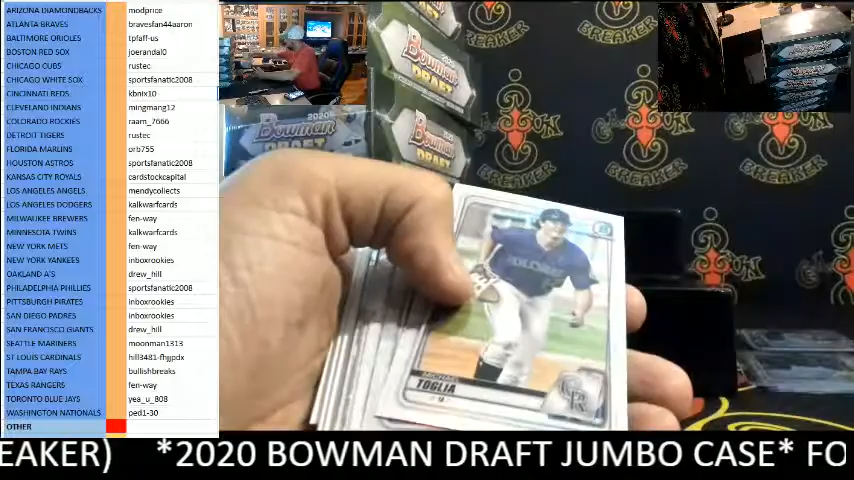 ARIZONA DIAMONDBACKS modprice
ATLANTA BRAVES bravesfan44aaron
BALTIMORE ORIOLES tpfaff-us
BOSTON RED SOX joerandal0
CHICAGO CUBS rustec
CHICAGO WHITE SOX sportsfanatic2008
CINCINNATI REDS kbnix10
CLEVELAND INDIANS mingmang12
COLORADO ROCKIES raam_7666
DETROIT TIGERS rustec
FLORIDA MARLINS orb755
HOUSTON ASTROS sportsfanatic2008
KANSAS CITY ROYALS cardstockcapital
LOS ANGELES ANGELS mendycollects
LOS ANGELES DODGERS kalkwarfcards
MILWAUKEE BREWERS fen-way
MINNESOTA TWINS kalkwarfcards
NEW YORK METS fen-way
NEW YORK YANKEES inboxrookies
OAKLAND A'S drew_hill
PHILADELPHIA PHILLIES sportsfanatic2008
PITTSBURGH PIRATES inboxrookies
SAN DIEGO PADRES inboxrookies
SAN FRANCISCO GIANTS drew_hill
SEATTLE MARINERS moonman1313
ST LOUIS CARDINALS hill3481-fhjjpdx
TAMPA BAY RAYS bullishbreaks
TEXAS RANGERS fen-way
TORONTO BLUE JAYS yea_u_808
WASHINGTON NATIONALS ped1-30
OTHER
BREAKER
Bowman
DRAFT
2020
Bowman
DRAFT
Bowman
DRAFT
BREAKER
MICHAEL
TOGLIA
CR
EAKER) *2020 BOWMAN DRAFT JUMBO CASE* FO